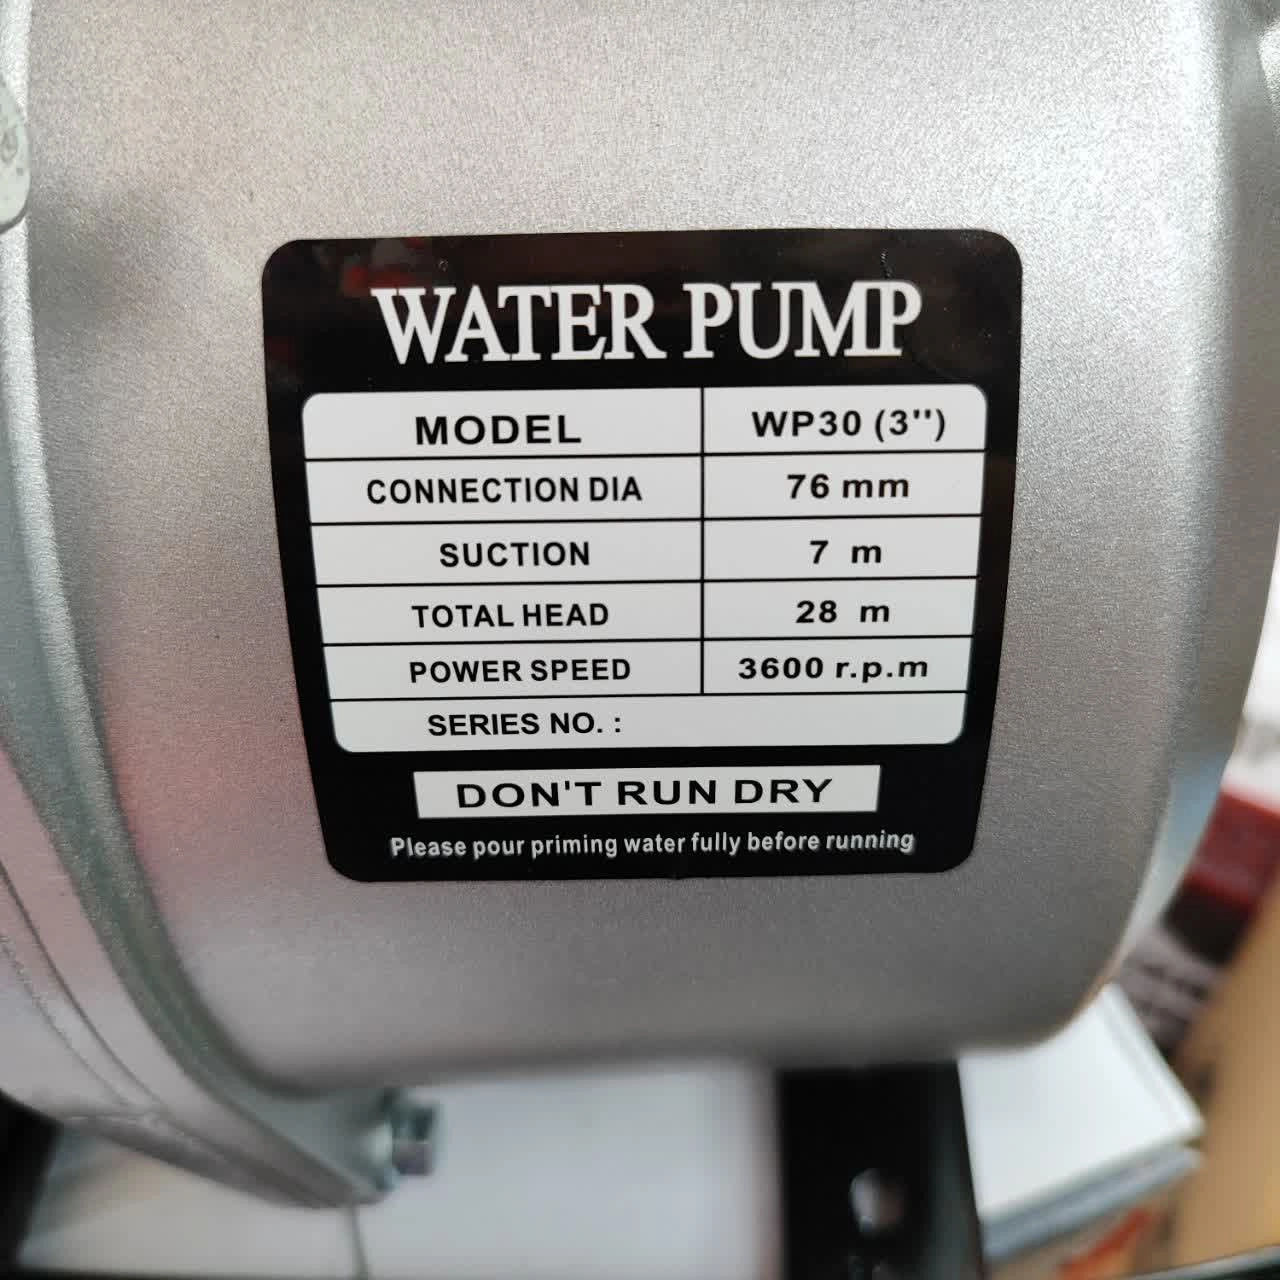 WATER PUMP
MODEL WP30 (3'')
CONNECTION DIA 76 mm
SUCTION 7 m
TOTAL HEAD 28 m
POWER SPEED 3600 r.p.m
SERIES NO. :
DON'T RUN DRY
Please pour priming water fully before running